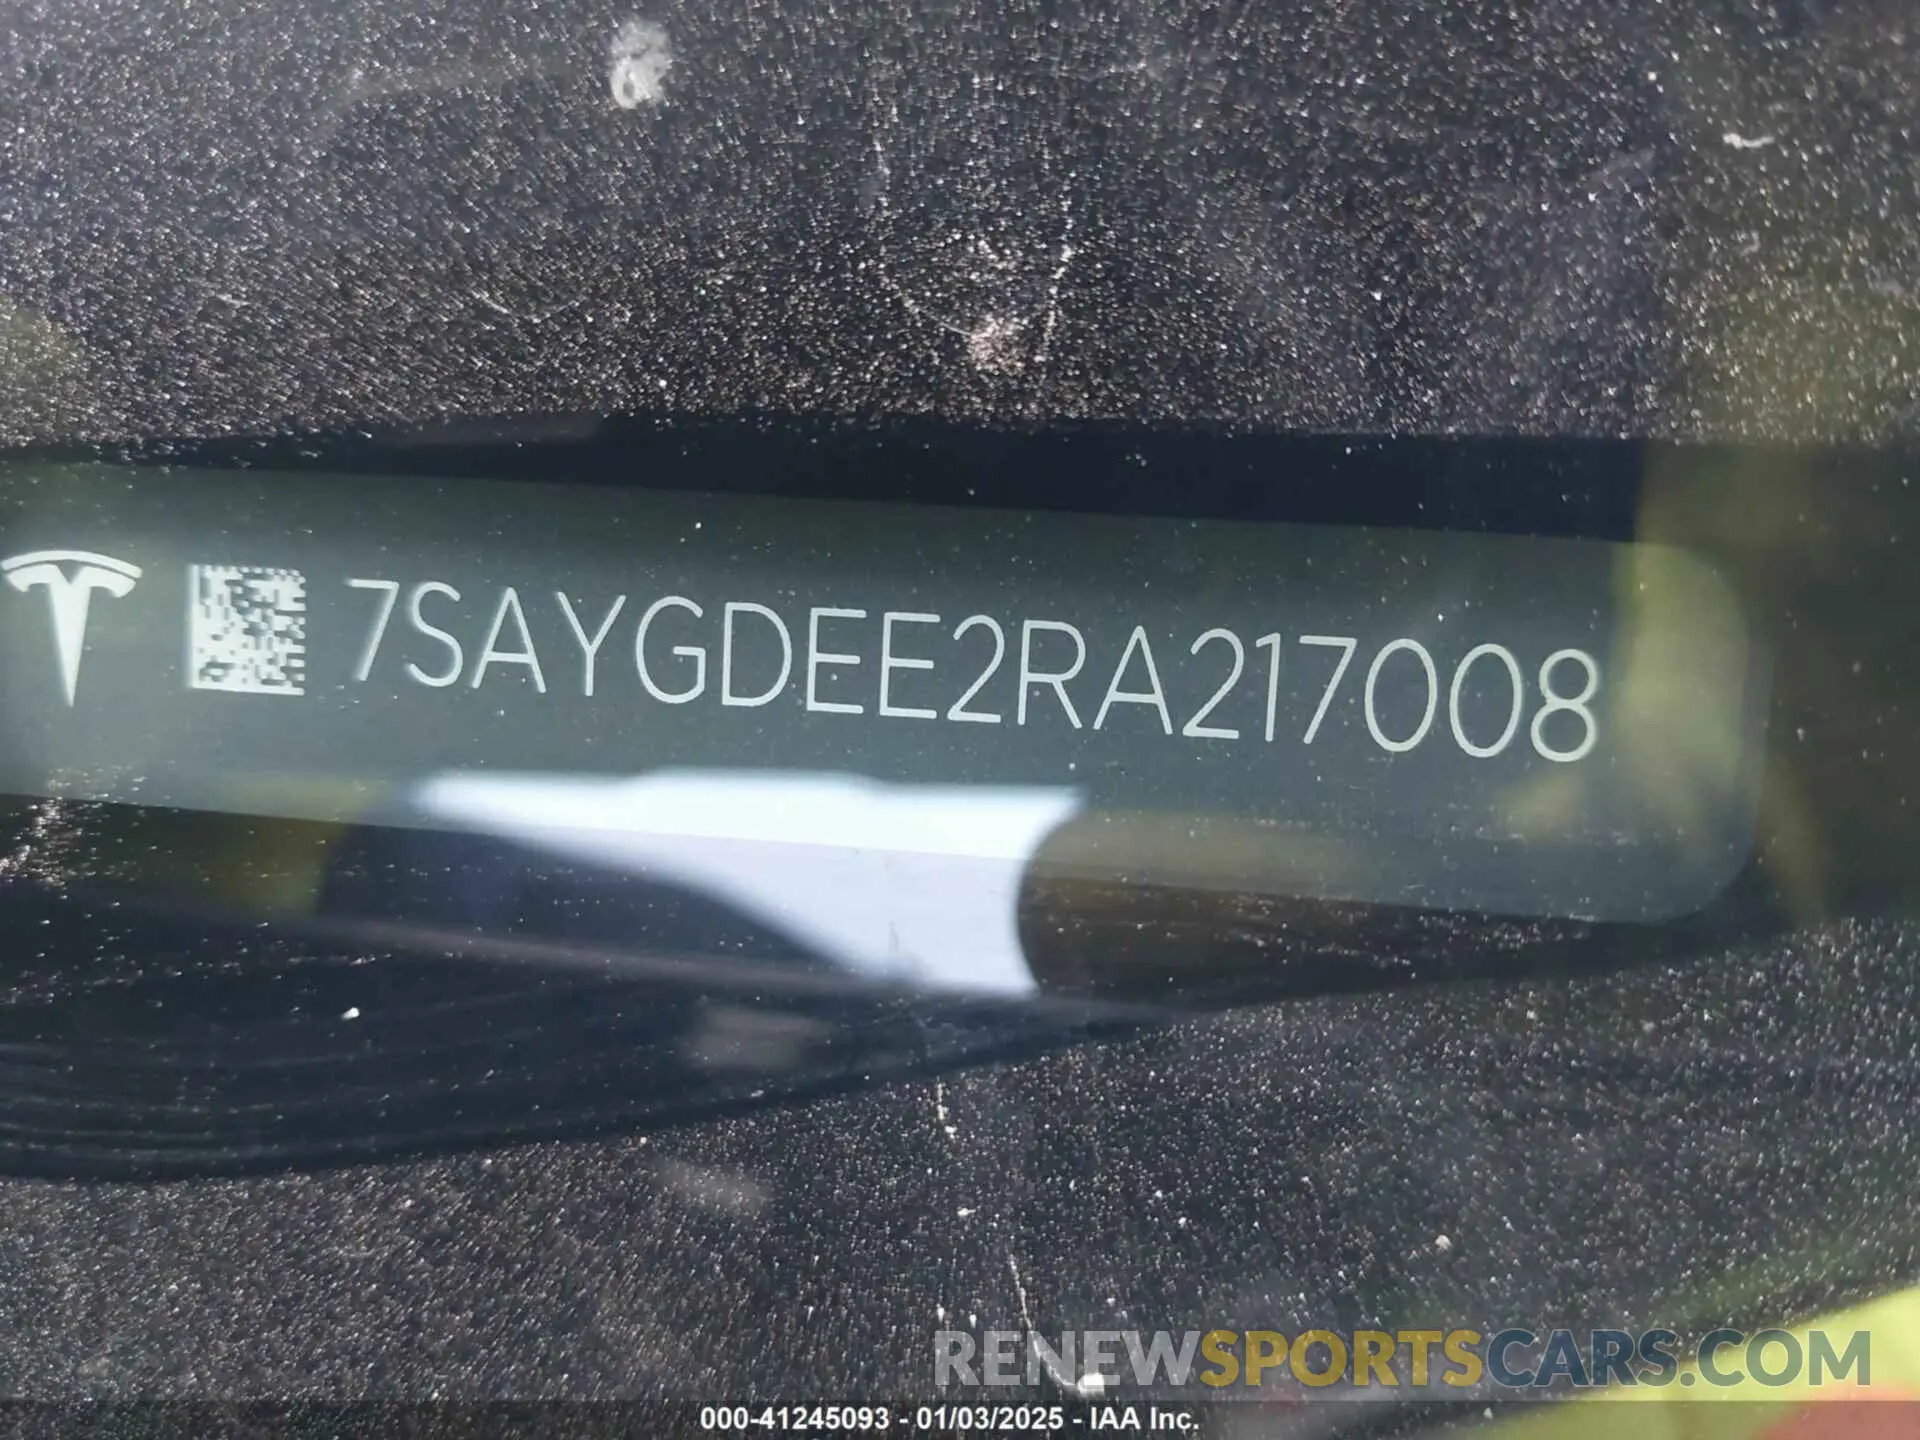 7SAYGDEE2RA217008
RENEWSPORTSCARS.COM
000-41245093 - 01/03/2025 - IAA Inc.